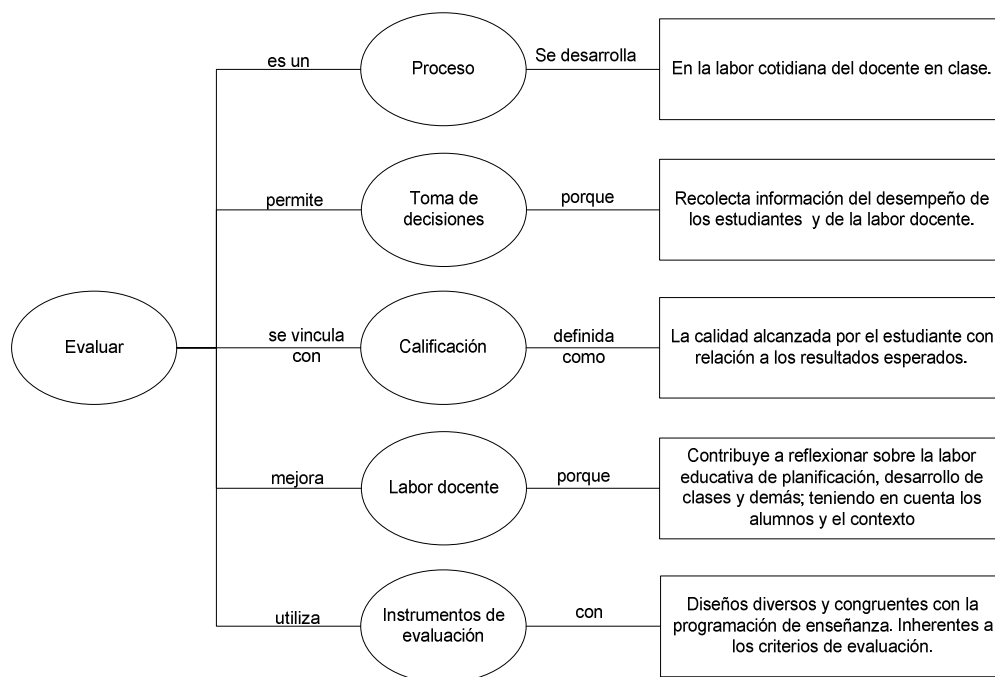 es un
Proceso
Se desarrolla
En la labor cotidiana del docente en clase.
permite
Toma de
decisiones
porque
Recolecta información del desempeño de
los estudiantes y de la labor docente.
Evaluar
se vincula
con
Calificación
definida
como
La calidad alcanzada por el estudiante con
relación a los resultados esperados.
mejora
Labor docente
porque
Contribuye a reflexionar sobre la labor
educativa de planificación, desarrollo de
clases y demás; teniendo en cuenta los
alumnos y el contexto
utiliza
Instrumentos de
evaluación
con
Diseños diversos y congruentes con la
programación de enseñanza. Inherentes a
los criterios de evaluación.